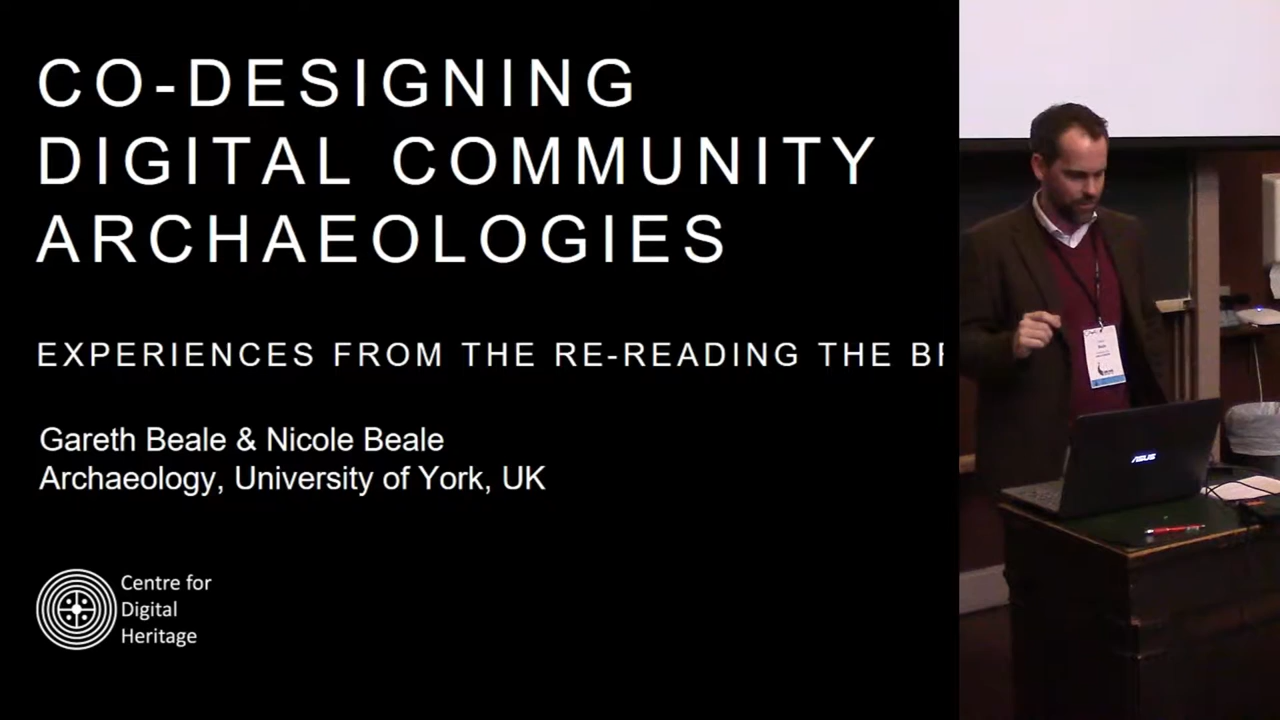 CO-DESIGNING
DIGITAL COMMUNITY
ARCHAEOLOGIES
EXPERIENCES FROM THE RE-READING THE
Gareth Beale & Nicole Beale
Archaeology, University of York, UK
Centre for
Digital
Heritage
ASUS